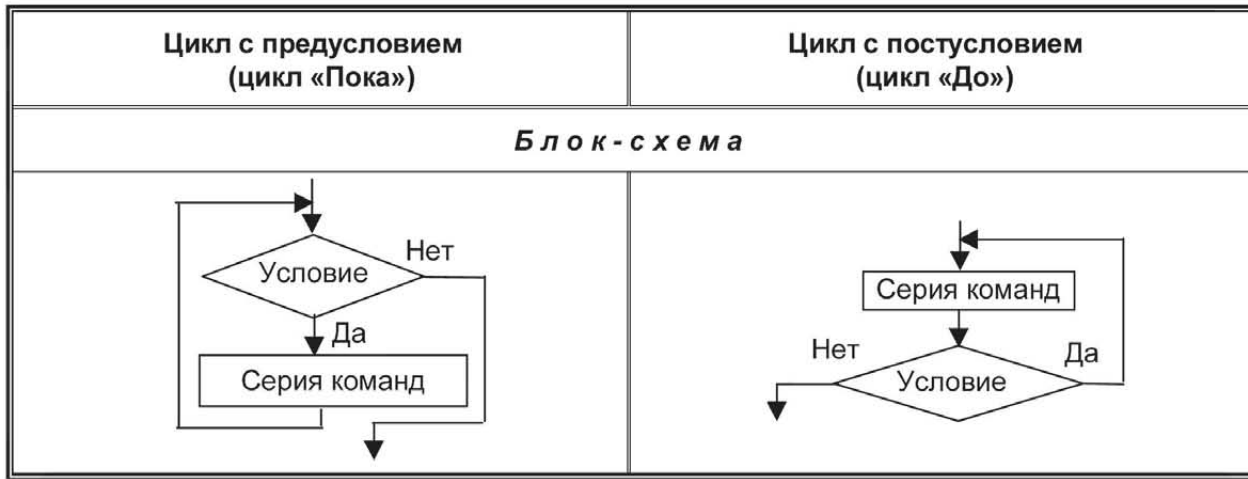 Цикл с предусловием
(цикл «Пока»)
Цикл с постусловием
(цикл «До»)
Блок-схема
Нет
Условие
Да
Серия команд
Серия команд
Нет
Да
Условие